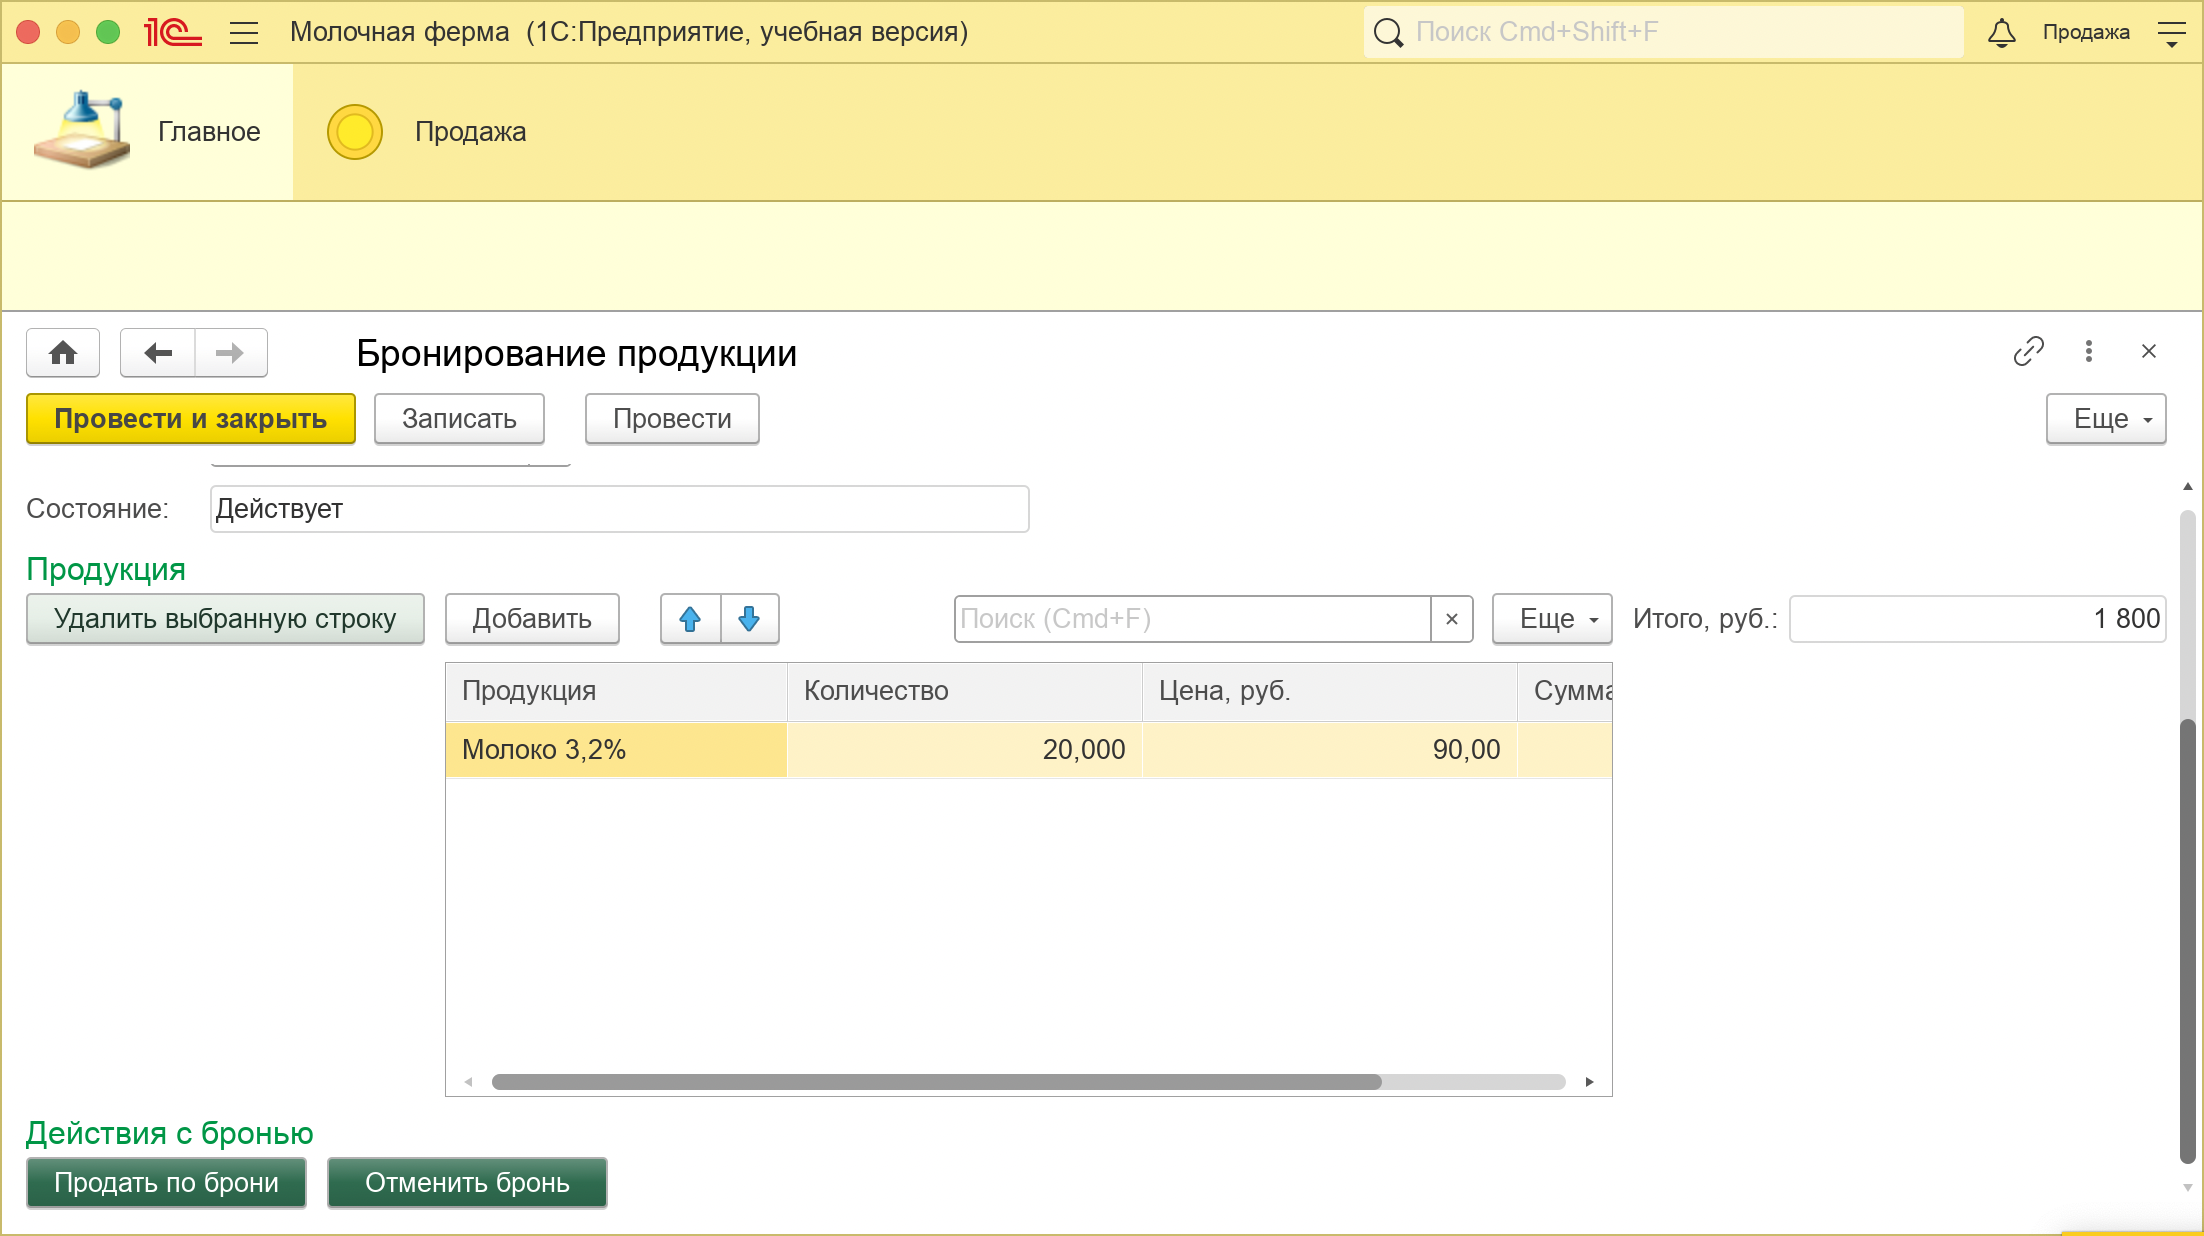 1С Молочная ферма (1С:Предприятие, учебная версия) Поиск Cmd+Shift+F Продажа
Главное Продажа
Бронирование продукции
Провести и закрыть Записать Провести Еще
Состояние: Действует
Продукция
Удалить выбранную строку Добавить Поиск (Cmd+F) × Еще Итого, руб.: 1 800
Продукция Количество Цена, руб. Сумма
Молоко 3,2% 20,000 90,00
Действия с бронью
Продать по брони Отменить бронь